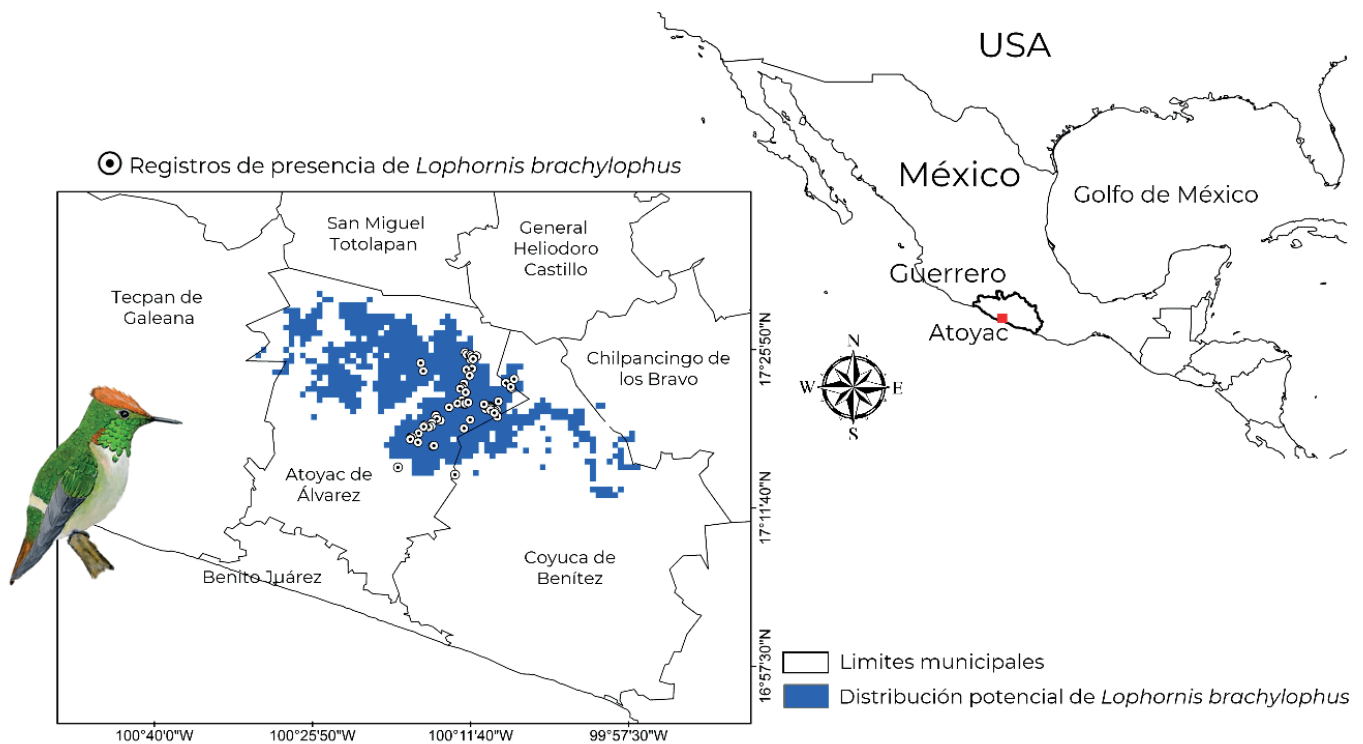 USA
México
Golfo de México
Guerrero
Atoyac
N
W
E
S
Registros de presencia de Lophornis brachylophus
San Miguel
Totolapan
General
Heliodoro
Castillo
Tecpan de
Galeana
Chilpancingo de
los Bravo
Atoyac de
Álvarez
Benito Juárez
Coyuca de
Benítez
17°25'50"N
17°11'40"N
16°57'30"N
100°40'0"W
100°25'50"W
100°11'40"W
99°57'30"W
Limites municipales
Distribución potencial de Lophornis brachylophus